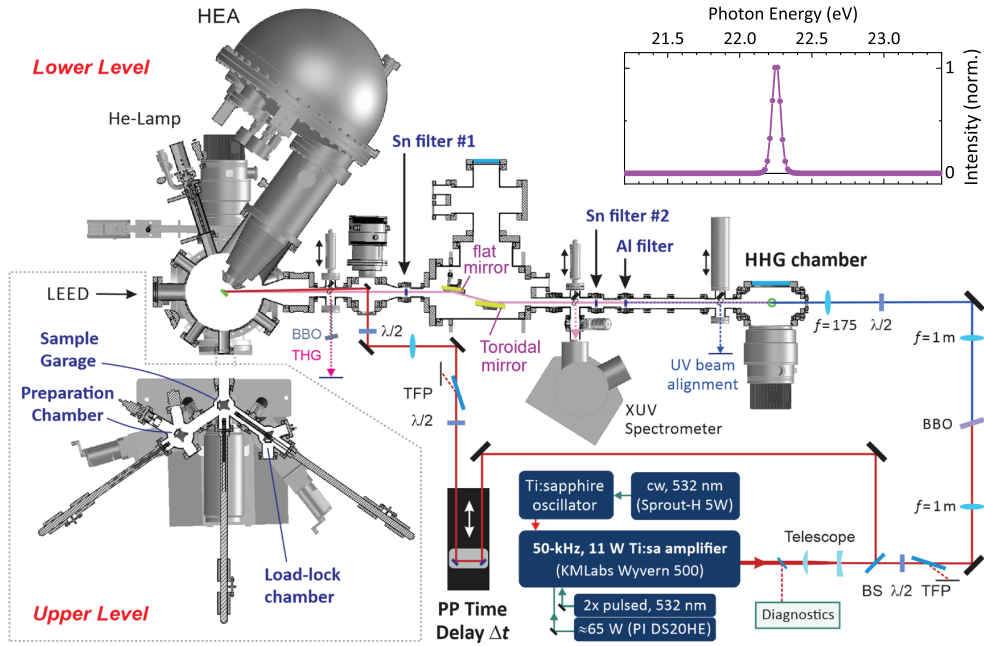 Photon Energy (eV)
21.5
22.0
22.5
23.0
1
0
Intensity (norm.)
HEA
Lower Level
He-Lamp
Sn filter #1
Sn filter #2
Al filter
HHG chamber
flat
mirror
LEED
BBO
THG
λ/2
Toroidal
mirror
XUV
Spectrometer
UV beam
alignment
f=175
λ/2
f=1m
BBO
f=1m
Sample
Garage
Preparation
Chamber
TFP
λ/2
Load-lock
chamber
Upper Level
PP Time
Delay Δt
Ti:sapphire
oscillator
cw, 532 nm
(Sprout-H 5W)
50-kHz, 11 W Ti:sa amplifier
(KMLabs Wyvern 500)
2x pulsed, 532 nm
≈65 W (PI DS20HE)
Telescope
Diagnostics
BS
λ/2
TFP